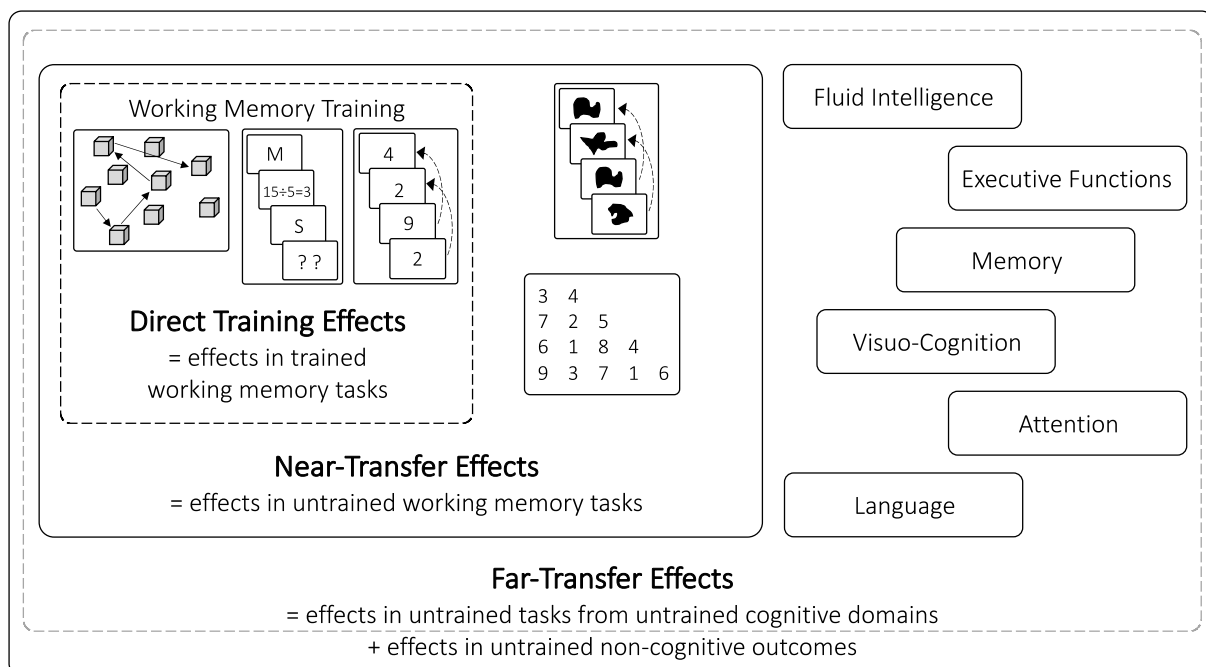 Working Memory Training
M
15÷5=3
S
? ?
4
2
9
2
Direct Training Effects
= effects in trained
working memory tasks
3 4
7 2 5
6 1 8 4
9 3 7 1 6
Near-Transfer Effects
= effects in untrained working memory tasks
Fluid Intelligence
Executive Functions
Memory
Visuo-Cognition
Attention
Language
Far-Transfer Effects
= effects in untrained tasks from untrained cognitive domains
+ effects in untrained non-cognitive outcomes